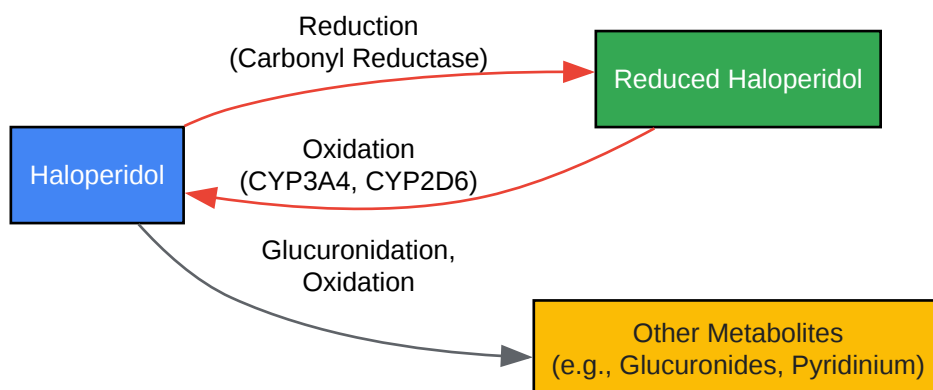 Reduction
(Carbonyl Reductase)
Reduced Haloperidol
Haloperidol
Oxidation
(CYP3A4, CYP2D6)
Glucuronidation,
Oxidation
Other Metabolites
(e.g., Glucuronides, Pyridinium)